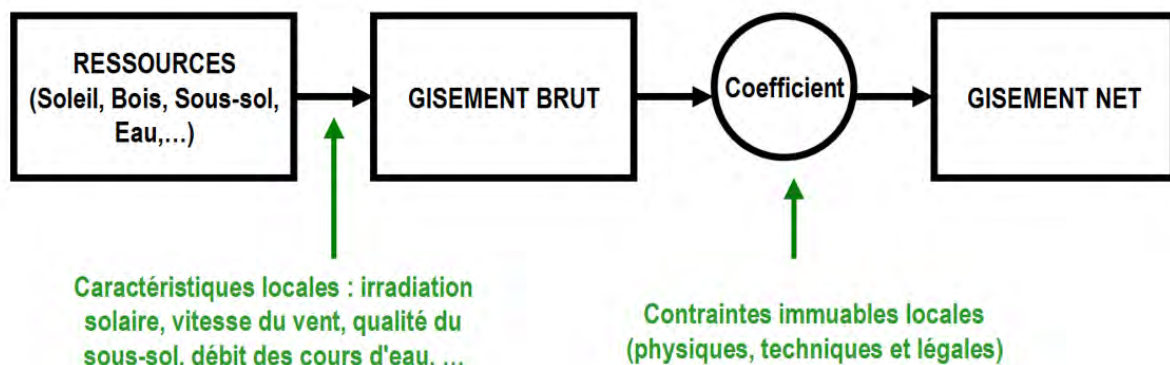 RESSOURCES
(Soleil, Bois, Sous-sol,
Eau,...)
GISEMENT BRUT
Coefficient
GISEMENT NET
Caractéristiques locales : irradiation
solaire, vitesse du vent, qualité du
sous-sol, débit des cours d'eau, ...
Contraintes immuables locales
(physiques, techniques et légales)